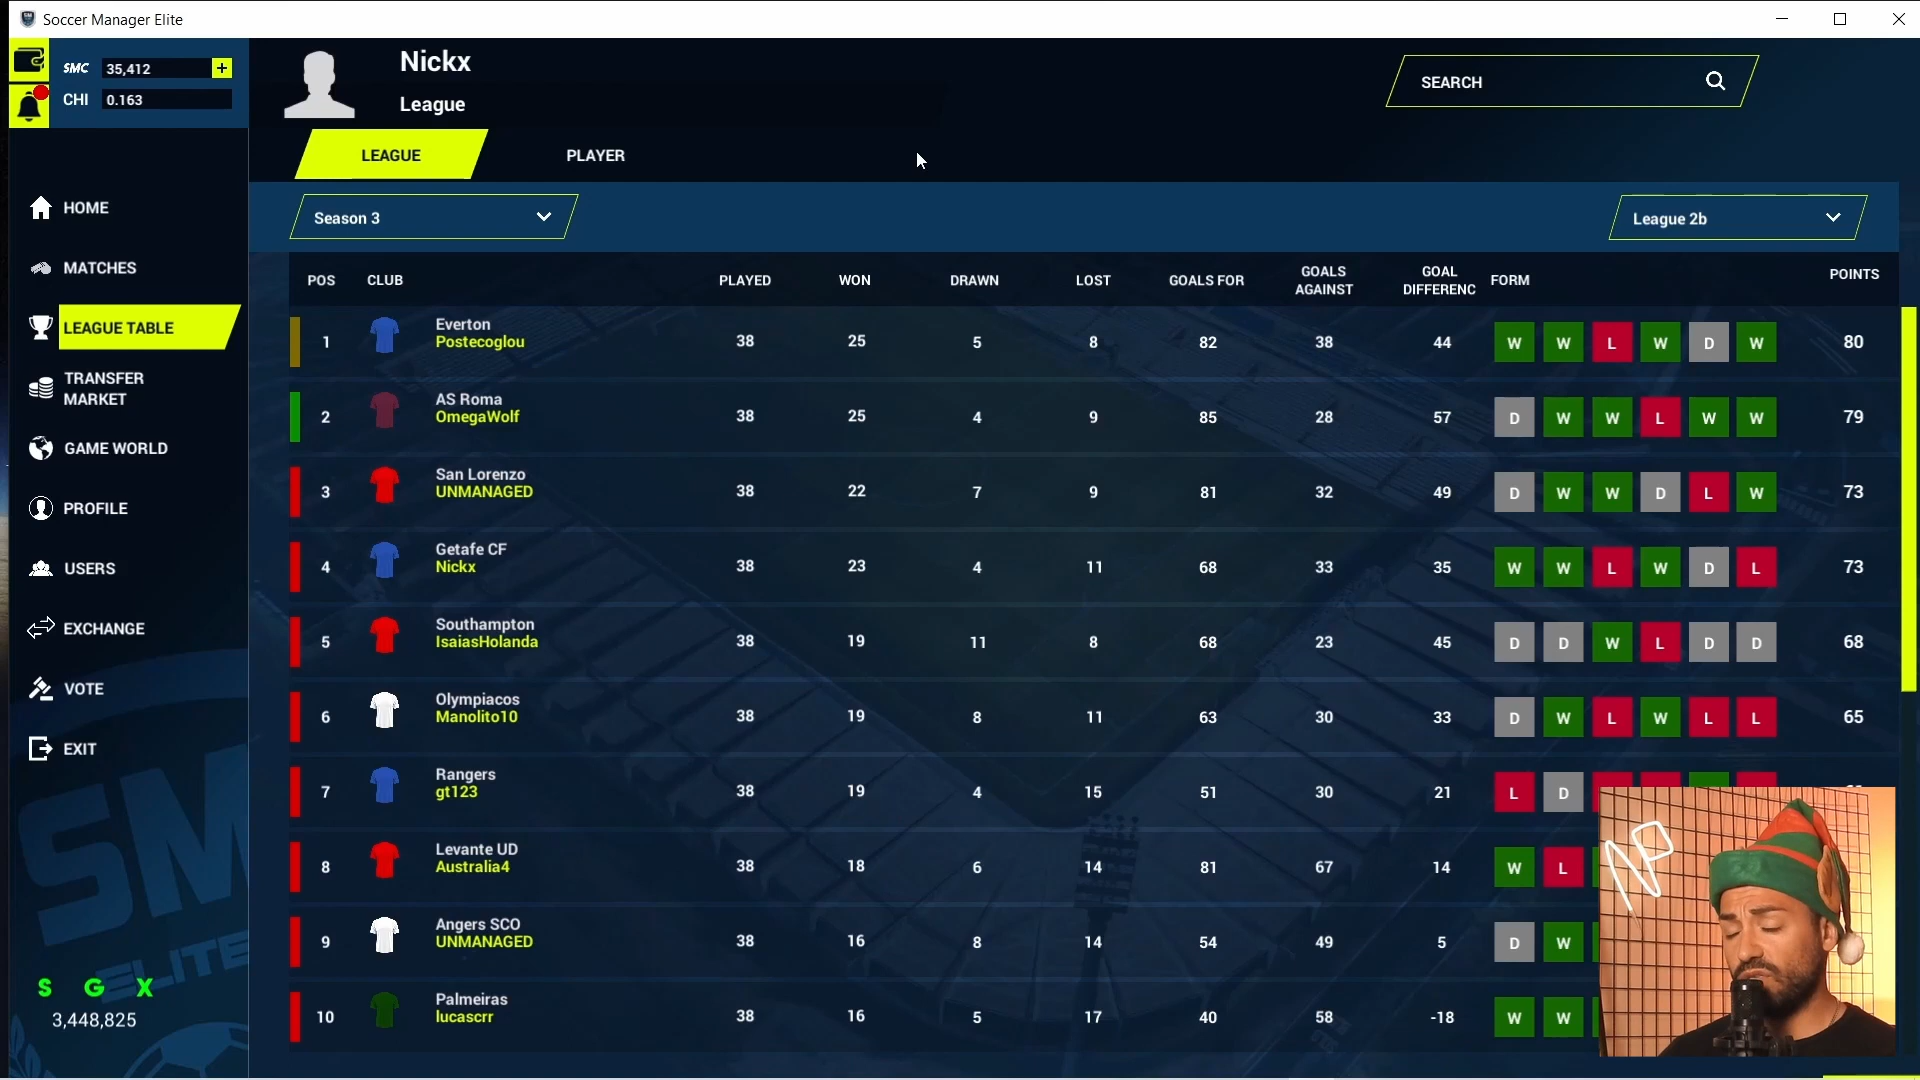 Soccer Manager Elite
SMC 35,412 +
CHI 0.163
Nickx
League
SEARCH
LEAGUE PLAYER
Season 3 League 2b
HOME
MATCHES
LEAGUE TABLE
TRANSFER
MARKET
GAME WORLD
PROFILE
USERS
EXCHANGE
VOTE
EXIT
SM
ELITE
S G X
3,448,825
POS CLUB PLAYED WON DRAWN LOST GOALS FOR GOALS AGAINST GOAL DIFFERENC FORM POINTS
1 Everton 38 25 5 8 82 38 44 W W L W D W 80
Postecoglou
2 AS Roma 38 25 4 9 85 28 57 D W W L W W 79
OmegaWolf
3 San Lorenzo 38 22 7 9 81 32 49 D W W D L W 73
UNMANAGED
4 Getafe CF 38 23 4 11 68 33 35 W W L W D L 73
Nickx
5 Southampton 38 19 11 8 68 23 45 D D W L D D 68
IsaiasHolanda
6 Olympiacos 38 19 8 11 63 30 33 D W L W L L 65
Manolito10
7 Rangers 38 19 4 15 51 30 21 L D
gt123
8 Levante UD 38 18 6 14 81 67 14 W L
Australia4
9 Angers SCO 38 16 8 14 54 49 5 D W
UNMANAGED
10 Palmeiras 38 16 5 17 40 58 -18 W W
lucascrr
NP